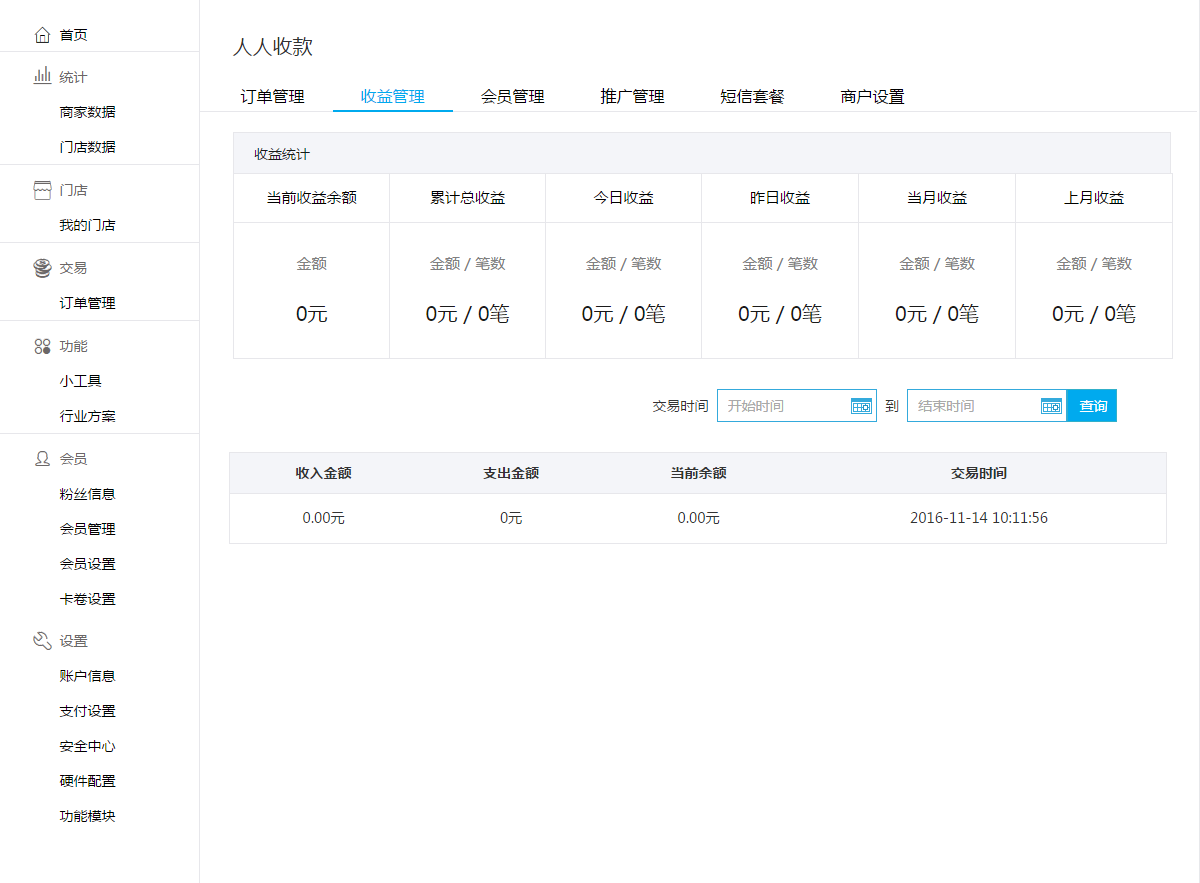 首页
统计
商家数据
门店数据
门店
我的门店
交易
订单管理
功能
小工具
行业方案
会员
粉丝信息
会员管理
会员设置
卡卷设置
设置
账户信息
支付设置
安全中心
硬件配置
功能模块
人人收款
订单管理 收益管理 会员管理 推广管理 短信套餐 商户设置
收益统计
当前收益余额 累计总收益 今日收益 昨日收益 当月收益 上月收益
金额 金额 / 笔数 金额 / 笔数 金额 / 笔数 金额 / 笔数 金额 / 笔数
0元 0元 / 0笔 0元 / 0笔 0元 / 0笔 0元 / 0笔 0元 / 0笔
交易时间 开始时间 到 结束时间 查询
收入金额 支出金额 当前余额 交易时间
0.00元 0元 0.00元 2016-11-14 10:11:56